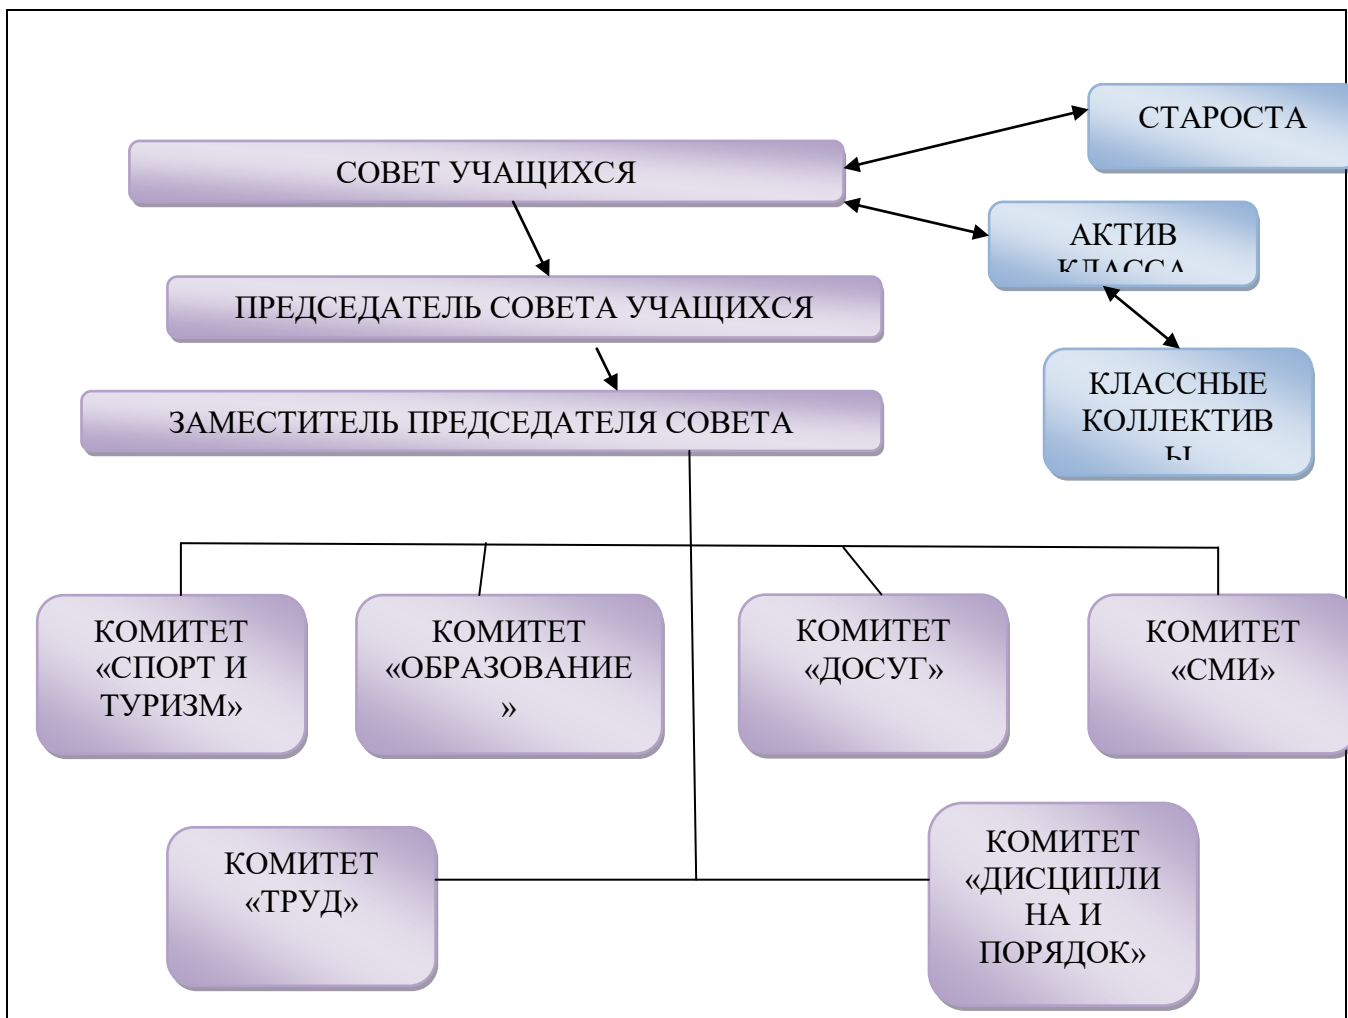 СТАРОСТА
СОВЕТ УЧАЩИХСЯ
АКТИВ
КЛАССА
ПРЕДСЕДАТЕЛЬ СОВЕТА УЧАЩИХСЯ
КЛАССНЫЕ
КОЛЛЕКТИВ
Ы
ЗАМЕСТИТЕЛЬ ПРЕДСЕДАТЕЛЯ СОВЕТА
КОМИТЕТ
«СПОРТ И
ТУРИЗМ»
КОМИТЕТ
«ОБРАЗОВАНИЕ
»
КОМИТЕТ
«ДОСУГ»
КОМИТЕТ
«СМИ»
КОМИТЕТ
«ТРУД»
КОМИТЕТ
«ДИСЦИПЛИ
НА И
ПОРЯДОК»